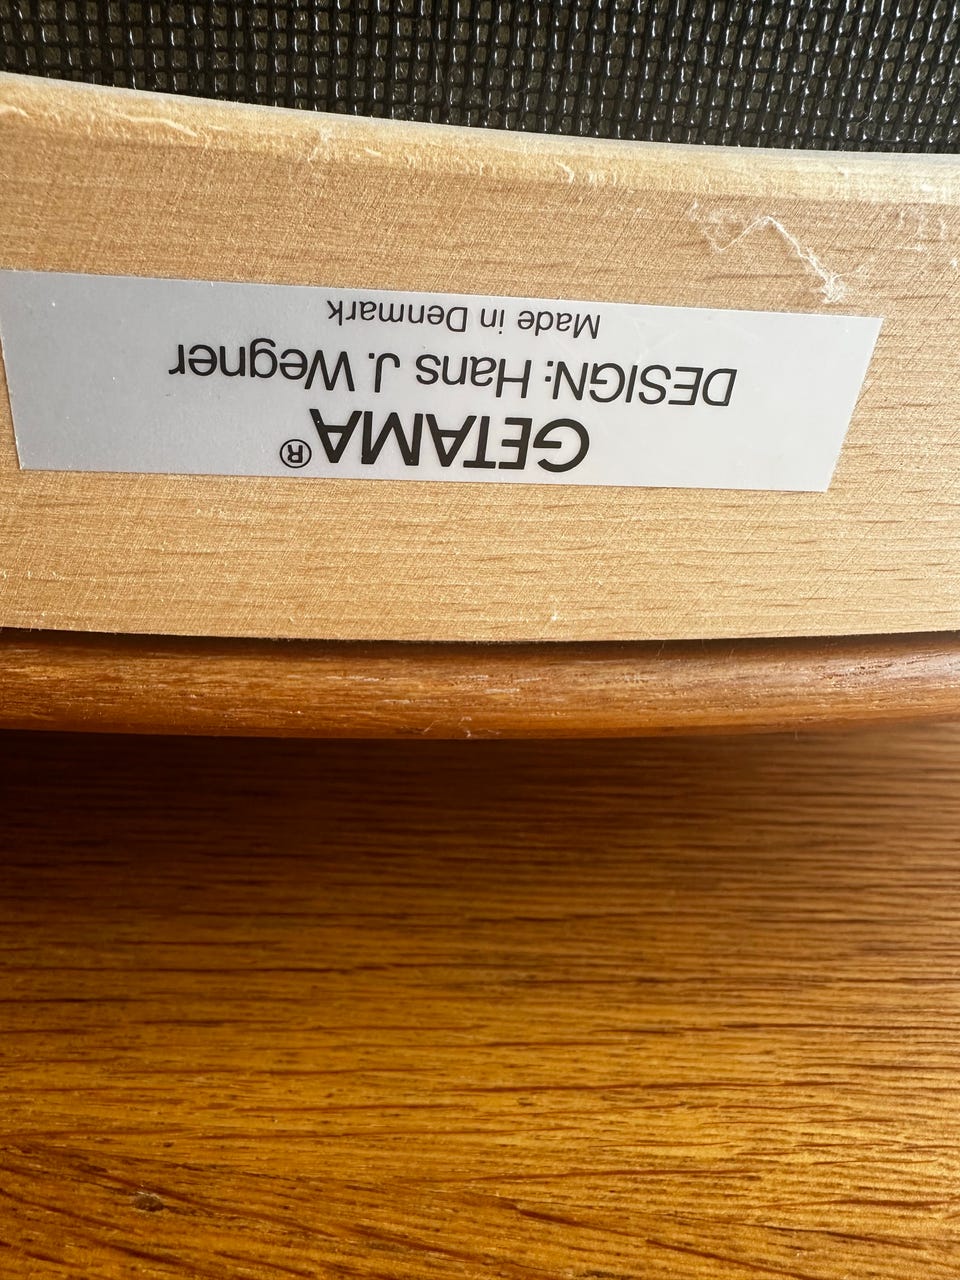 GETAMA®
DESIGN: Hans J. Wegner
Made in Denmark